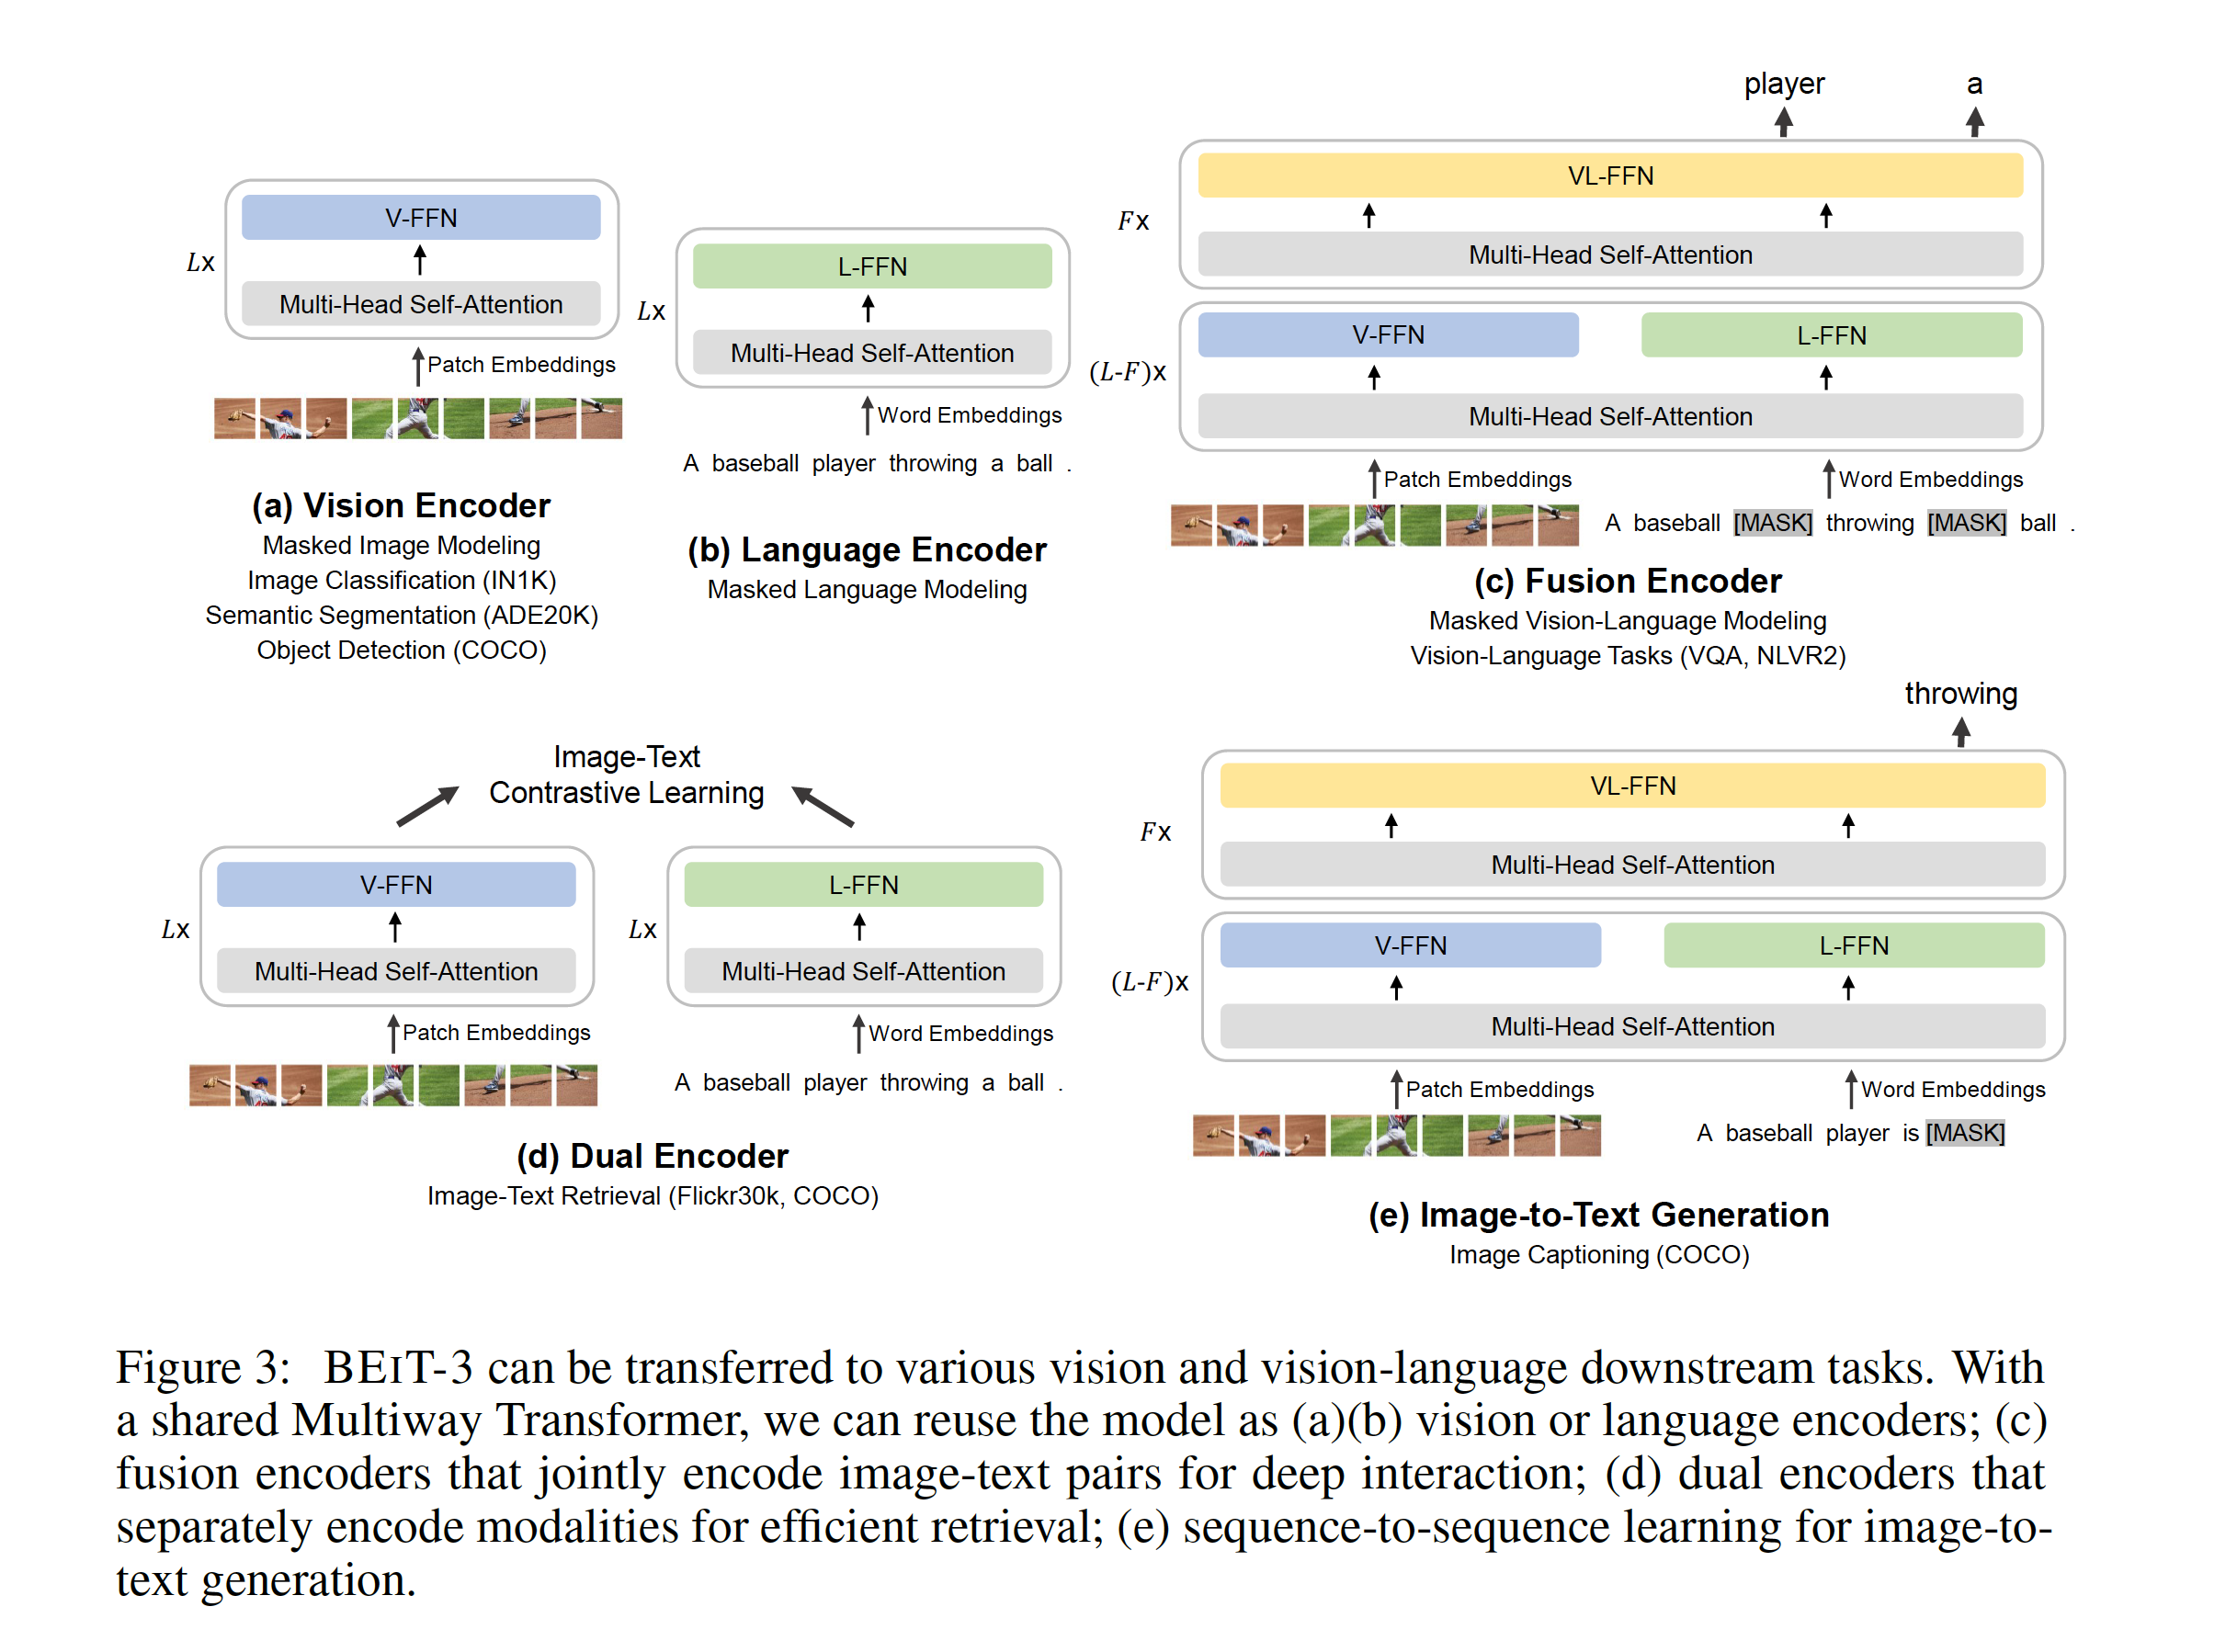 V-FFN
Lx
Multi-Head Self-Attention
Patch Embeddings
(a) Vision Encoder
Masked Image Modeling
Image Classification (IN1K)
Semantic Segmentation (ADE20K)
Object Detection (COCO)
L-FFN
Lx
Multi-Head Self-Attention
Word Embeddings
A baseball player throwing a ball .
(b) Language Encoder
Masked Language Modeling
player a
VL-FFN
Fx
Multi-Head Self-Attention
V-FFN L-FFN
(L-F)x
Multi-Head Self-Attention
Patch Embeddings Word Embeddings
A baseball [MASK] throwing [MASK] ball .
(c) Fusion Encoder
Masked Vision-Language Modeling
Vision-Language Tasks (VQA, NLVR2)
Image-Text
Contrastive Learning
V-FFN L-FFN
Lx Lx
Multi-Head Self-Attention Multi-Head Self-Attention
Patch Embeddings Word Embeddings
A baseball player throwing a ball .
(d) Dual Encoder
Image-Text Retrieval (Flickr30k, COCO)
throwing
VL-FFN
Fx
Multi-Head Self-Attention
V-FFN L-FFN
(L-F)x
Multi-Head Self-Attention
Patch Embeddings Word Embeddings
A baseball player is [MASK]
(e) Image-to-Text Generation
Image Captioning (COCO)
Figure 3: BEIT-3 can be transferred to various vision and vision-language downstream tasks. With
a shared Multiway Transformer, we can reuse the model as (a)(b) vision or language encoders; (c)
fusion encoders that jointly encode image-text pairs for deep interaction; (d) dual encoders that
separately encode modalities for efficient retrieval; (e) sequence-to-sequence learning for image-to-
text generation.